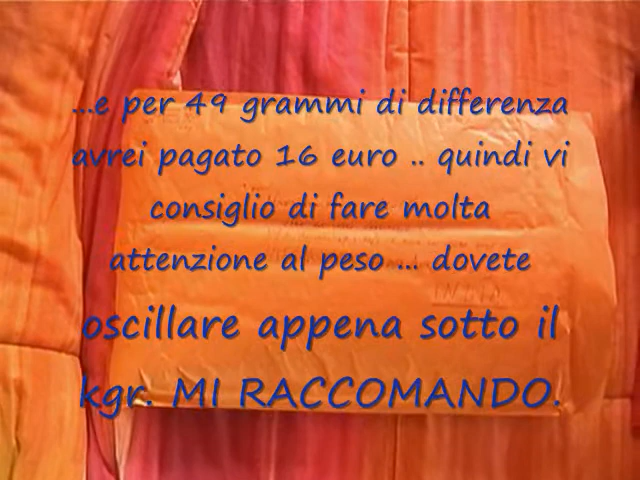 ...e per 49 grammi di differenza
avrei pagato 16 euro .. quindi vi
consiglio di fare molta
attenzione al peso ... dovete
oscillare appena sotto il
kgr. MI RACCOMANDO.